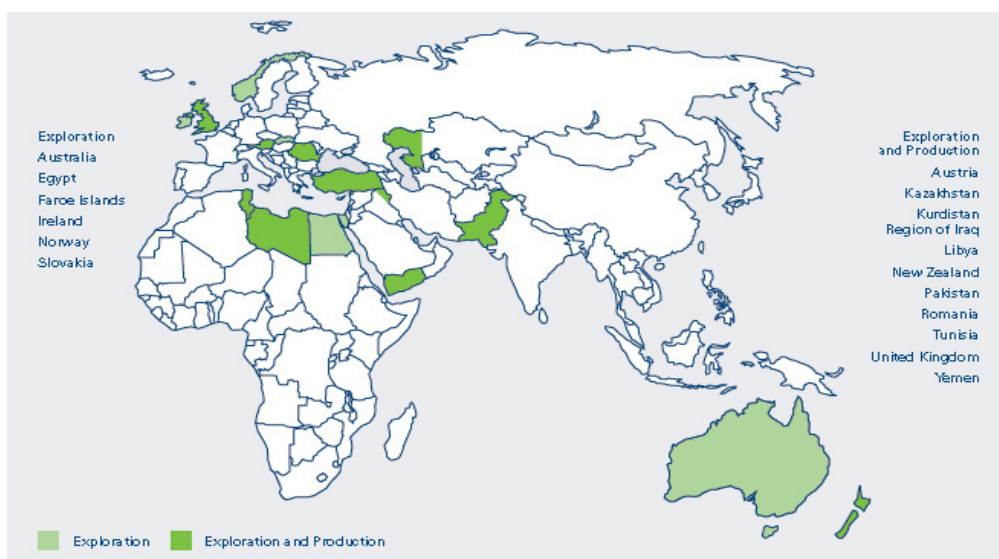 Exploration
Australia
Egypt
Faroe Islands
Ireland
Norway
Slovakia
Exploration
and Production
Austria
Kazakhstan
Kurdistan
Region of Iraq
Libya
New Zealand
Pakistan
Romania
Tunisia
United Kingdom
Yemen
Exploration
Exploration and Production